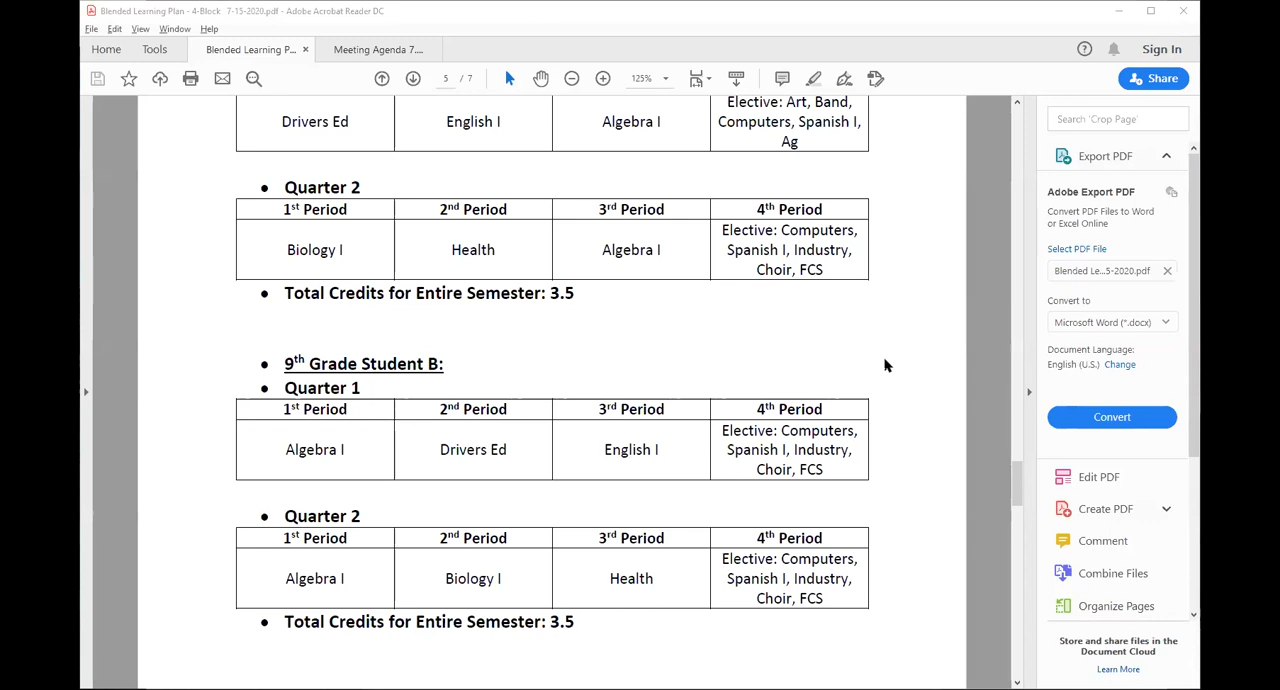 Blended Learning Plan - 4-Block 7-15-2020.pdf - Adobe Acrobat Reader DC
File Edit View Window Help
Home Tools Blended Learning P... × Meeting Agenda 7.... Sign In
5 / 7 125% Share
Drivers Ed English I Algebra I Elective: Art, Band,
Computers, Spanish I,
Ag
• Quarter 2
1st Period 2nd Period 3rd Period 4th Period
Biology I Health Algebra I Elective: Computers,
Spanish I, Industry,
Choir, FCS
• Total Credits for Entire Semester: 3.5
• 9th Grade Student B:
• Quarter 1
1st Period 2nd Period 3rd Period 4th Period
Algebra I Drivers Ed English I Elective: Computers,
Spanish I, Industry,
Choir, FCS
• Quarter 2
1st Period 2nd Period 3rd Period 4th Period
Algebra I Biology I Health Elective: Computers,
Spanish I, Industry,
Choir, FCS
• Total Credits for Entire Semester: 3.5
Search 'Crop Page'
Export PDF
Adobe Export PDF
Convert PDF Files to Word
or Excel Online
Select PDF File
Blended Le...5-2020.pdf ×
Convert to
Microsoft Word (*.docx)
Document Language:
English (U.S.) Change
Convert
Edit PDF
Create PDF
Comment
Combine Files
Organize Pages
Store and share files in the
Document Cloud
Learn More